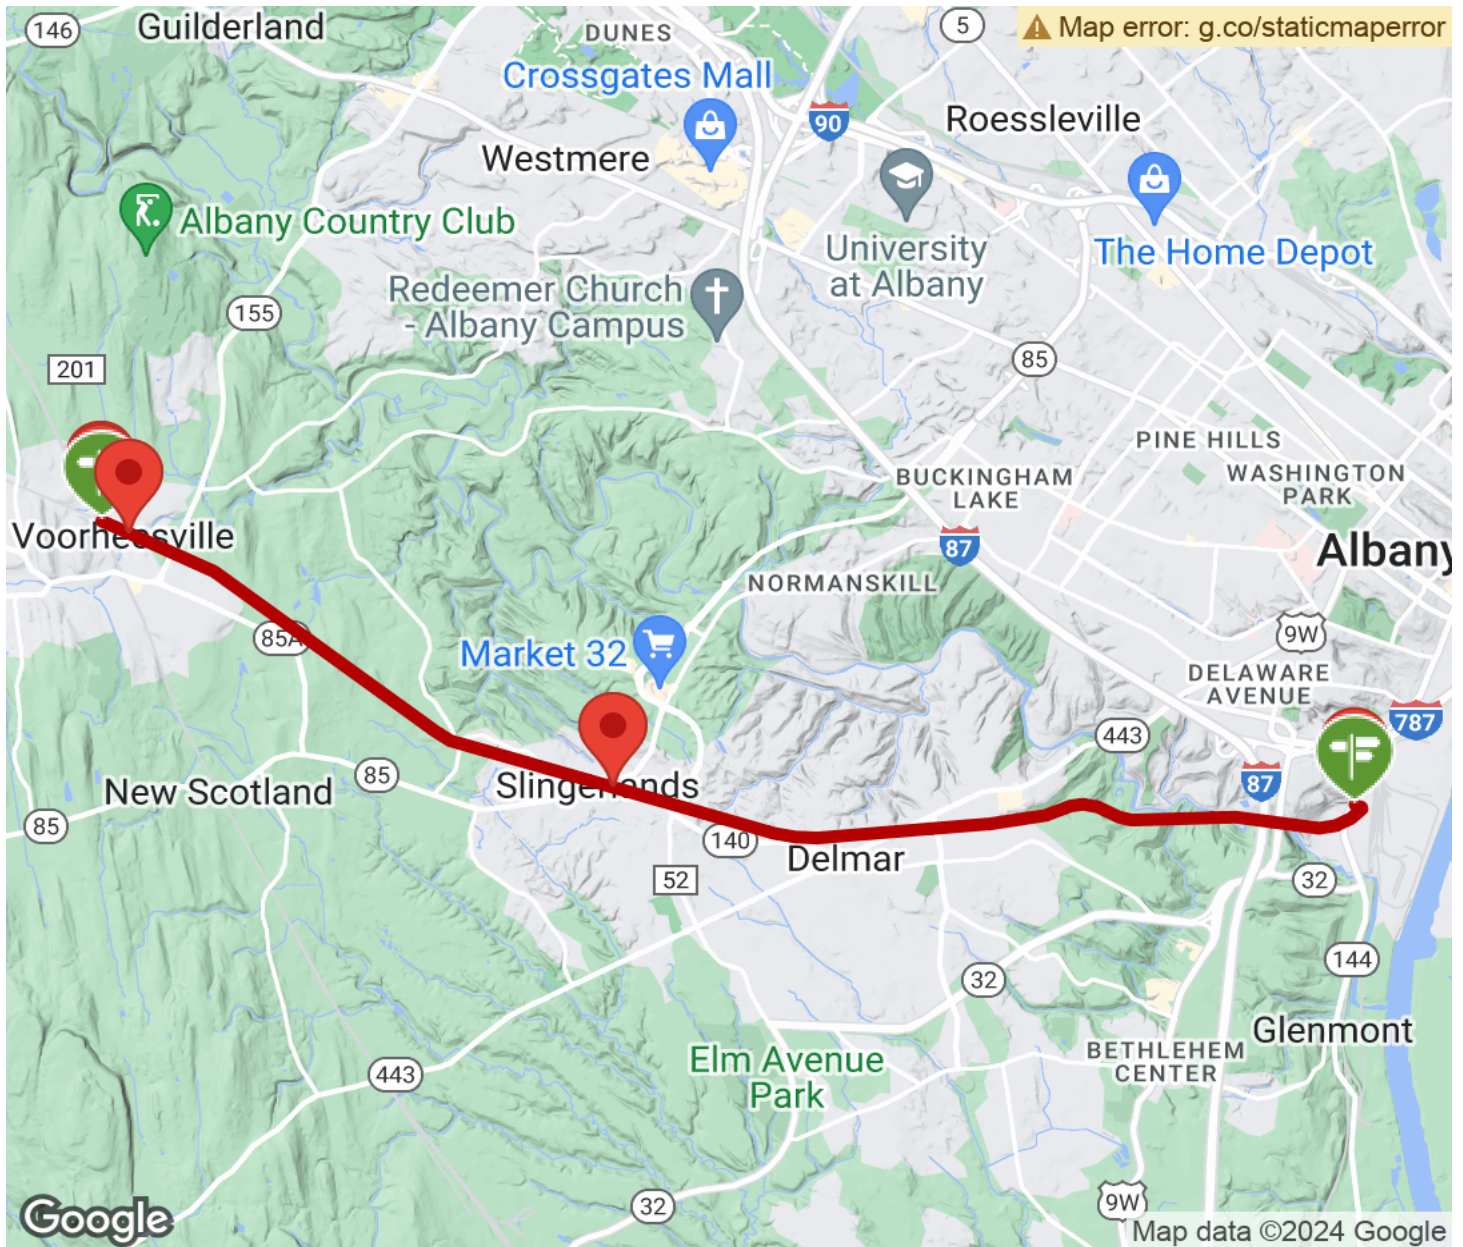 146
Guilderland
DUNES
5
Map error: g.co/staticmaperror
Crossgates Mall
90
Roessleville
Westmere
Albany Country Club
University
at Albany
The Home Depot
Redeemer Church
- Albany Campus
155
85
201
PINE HILLS
BUCKINGHAM
LAKE
WASHINGTON
PARK
Voorheesville
87
Albany
NORMANSKILL
85A
9W
Market 32
DELAWARE
AVENUE
787
443
New Scotland
85
Slingerlands
87
85
140
Delmar
52
32
32
144
Glenmont
BETHLEHEM
CENTER
Elm Avenue
Park
443
32
9W
Google
Map data ©2024 Google